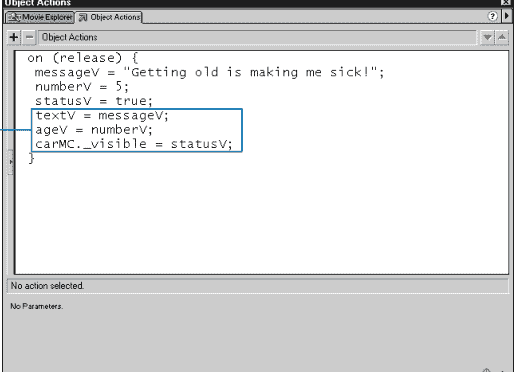 Object Actions
Movie Explorer Object Actions ?
+ - Object Actions
on (release) {
messageV = "Getting old is making me sick!";
numberV = 5;
statusV = true;
textV = messageV;
ageV = numberV;
carMC._visible = statusV;
}
No action selected.
No Parameters.